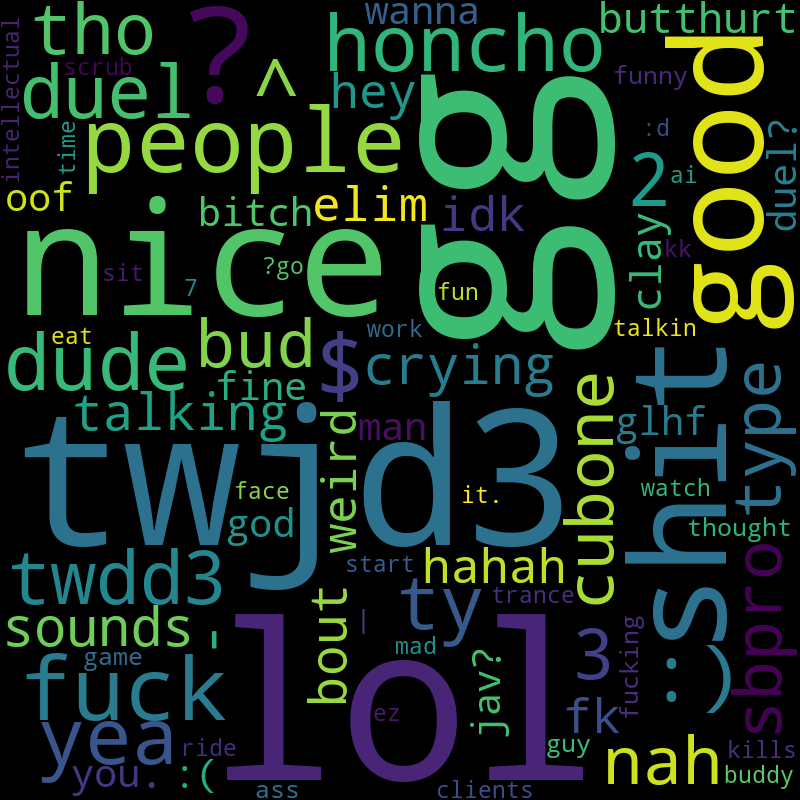 intellectual
tho
scrub
?
wanna
butthurt
honcho
duel
^
hey
gg
good
funny
people
time
:d
2
ai
duel?
oof
bitch
elim
idk
clay
kk
nice
sit
7
?go
fun
eat
work
talkin
dude
bud
$
crying
shit
type
fine
talking
man
cubone
glhf
twjd3
weird
face
it.
god
watch
thought
twdd3
start
hahah
ty
trance
sbpro
sounds
'
bout
|
3
fucking
:)
game
mad
jav?
fuck
lol
ez
fk
yea
ride
guy
nah
kills
you.
:(
buddy
ass
clients